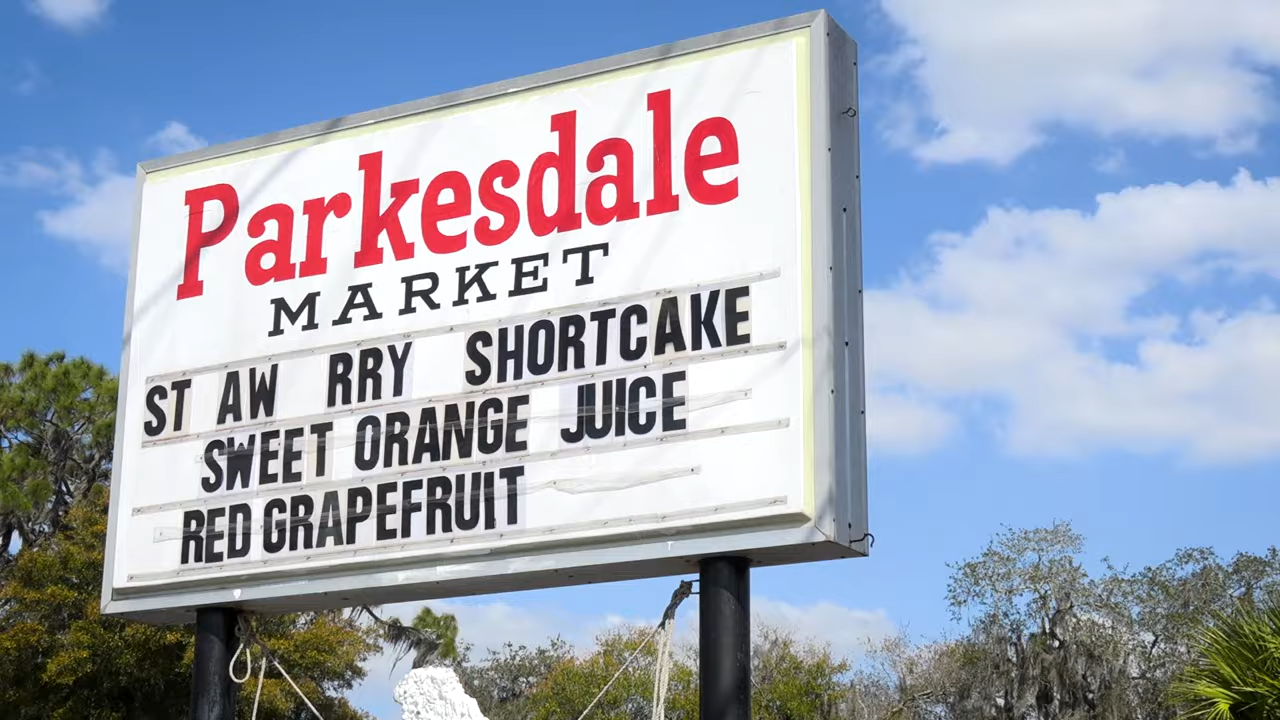 Parkesdale
MARKET
ST AW RRY SHORTCAKE
SWEET ORANGE JUICE
RED GRAPEFRUIT